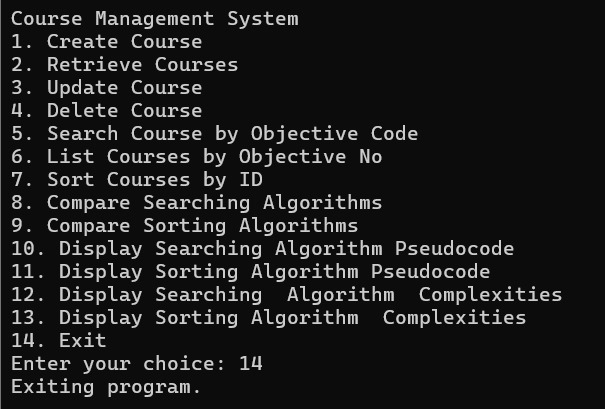 Course Management System
1. Create Course
2. Retrieve Courses
3. Update Course
4. Delete Course
5. Search Course by Objective Code
6. List Courses by Objective No
7. Sort Courses by ID
8. Compare Searching Algorithms
9. Compare Sorting Algorithms
10. Display Searching Algorithm Pseudocode
11. Display Sorting Algorithm Pseudocode
12. Display Searching  Algorithm  Complexities
13. Display Sorting Algorithm  Complexities
14. Exit
Enter your choice: 14
Exiting program.